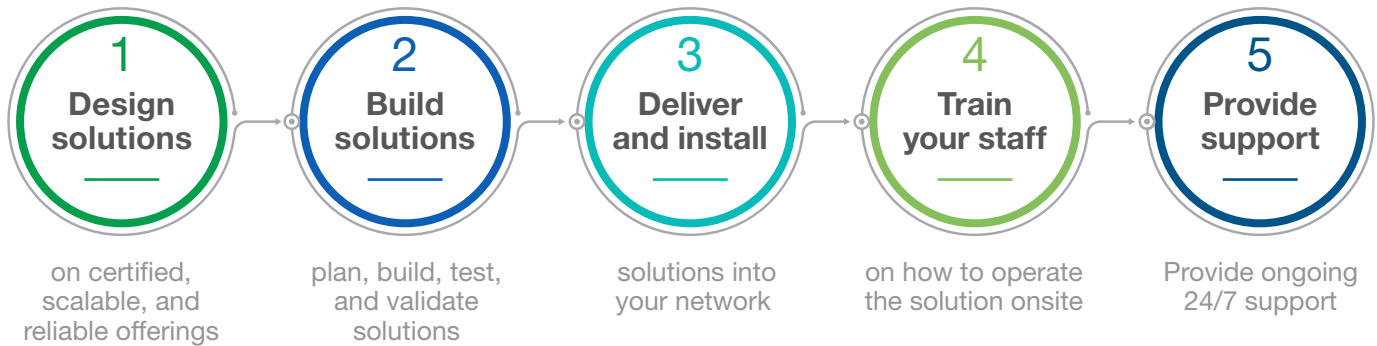 1
Design
solutions
on certified,
scalable, and
reliable offerings
2
Build
solutions
plan, build, test,
and validate
solutions
3
Deliver
and install
solutions into
your network
4
Train
your staff
on how to operate
the solution onsite
5
Provide
support
Provide ongoing
24/7 support